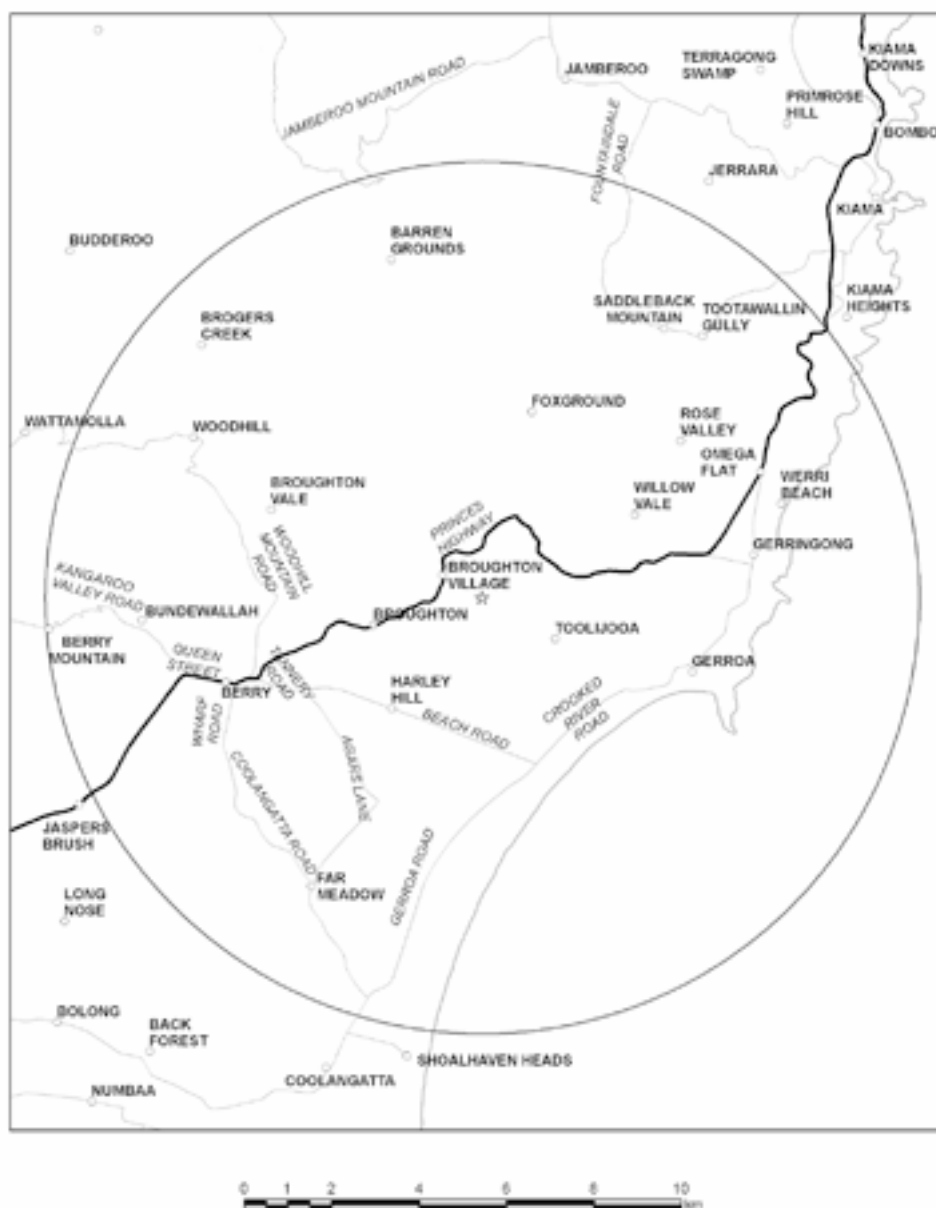 KIAMA
DOWNS
TERRAGONG
SWAMP
JAMBEROO
JAMBEROO MOUNTAIN ROAD
PRIMROSE
HILL
BOMBO
FOUNTAINSDALE
ROAD
JERRARA
KIAMA
BUDDEROO
BARREN
GROUNDS
KIAMA
HEIGHTS
SADDLEBACK
MOUNTAIN
TOOTAWALLIN
GULLY
BROGERS
CREEK
FOXGROUND
ROSE
VALLEY
WATTAMOLLA
WOODHILL
OMEGA
FLAT
BROUGHTON
VALE
WILLOW
VALE
WERRI
BEACH
PRINCES
HIGHWAY
WOODHILL
MOUNTAIN
ROAD
GERRINGONG
BROUGHTON
VILLAGE
KANGAROO
VALLEY ROAD
BUNDEWALLAH
BROUGHTON
TOOLIJOOA
BERRY
MOUNTAIN
QUEEN
STREET
TANNERY
ROAD
GERROA
BERRY
HARLEY
HILL
CROOKED
RIVER
ROAD
WHARF
ROAD
BEACH ROAD
AGARS LANE
COOLANGATTA ROAD
JASPERS
BRUSH
GERROA ROAD
FAR
MEADOW
LONG
NOSE
BOLONG
BACK
FOREST
SHOALHAVEN HEADS
COOLANGATTA
NUMBAA
0 1 2 4 6 8 10
km